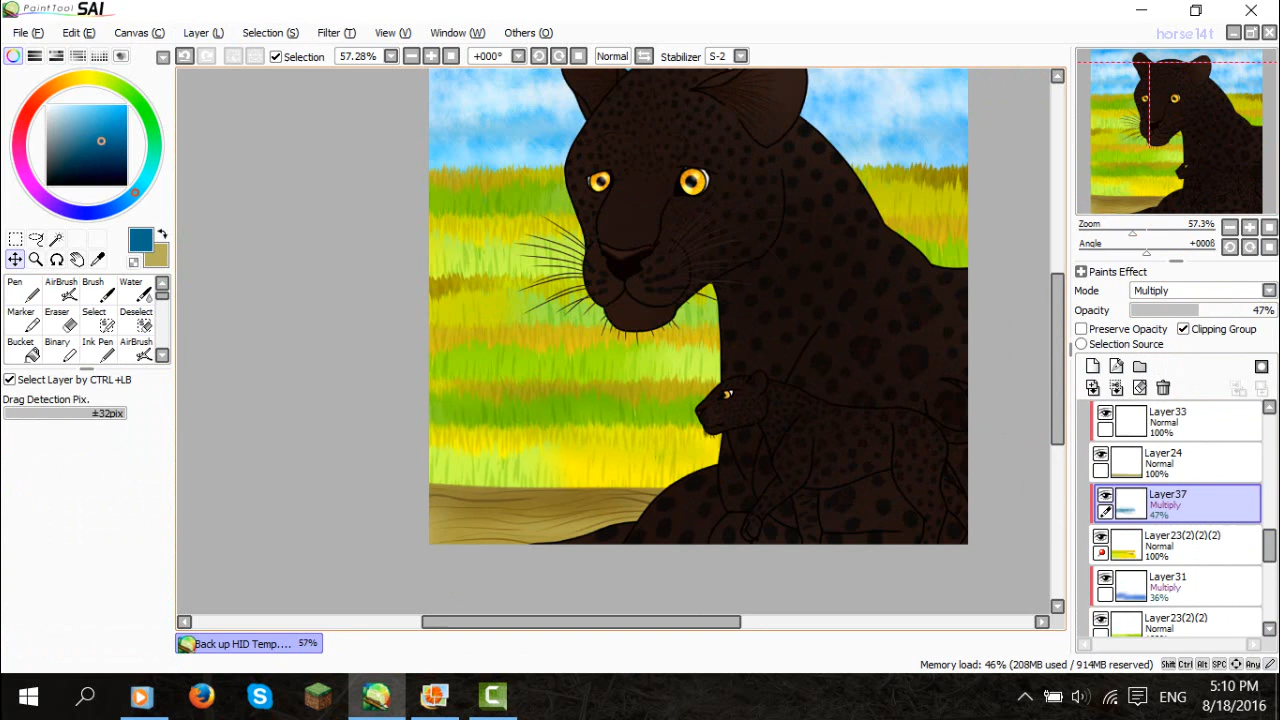 PaintTool SAI
File (F) Edit (E) Canvas (C) Layer (L) Selection (S) Filter (T) View (V) Window (W) Others (O)
horse14t
Selection 57.28% +000° Normal Stabilizer S-2
Zoom 57.3%
Angle +000ß
Paints Effect
Mode Multiply
Opacity 47%
Preserve Opacity Clipping Group
Selection Source
Pen AirBrush Brush Water
Marker Eraser Select Deselect
Bucket Binary Ink Pen AirBrush
Select Layer by CTRL +LB
Drag Detection Pix.
±32pix
Layer33
Normal
100%
Layer24
Normal
100%
Layer37
Multiply
47%
Layer23(2)(2)(2)
Normal
100%
Layer31
Multiply
36%
Layer23(2)(2)
Normal
Back up HID Temp.... 57%
Memory load: 46% (208MB used / 914MB reserved) Shift Ctrl Alt SPC Any
ENG
5:10 PM
8/18/2016